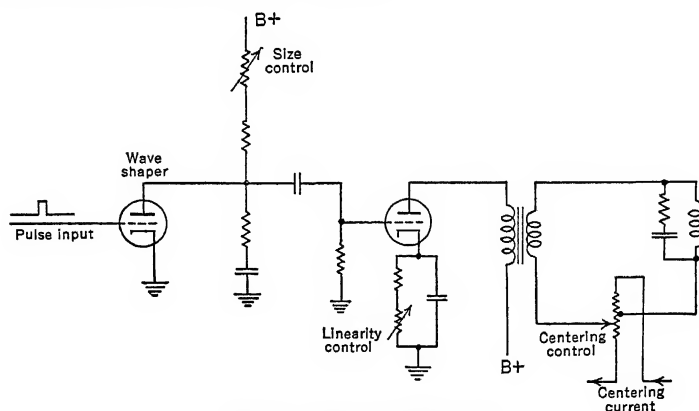 B+
Size
control
Wave
shaper
Pulse input
Linearity
control
B+
Centering
control
Centering
current